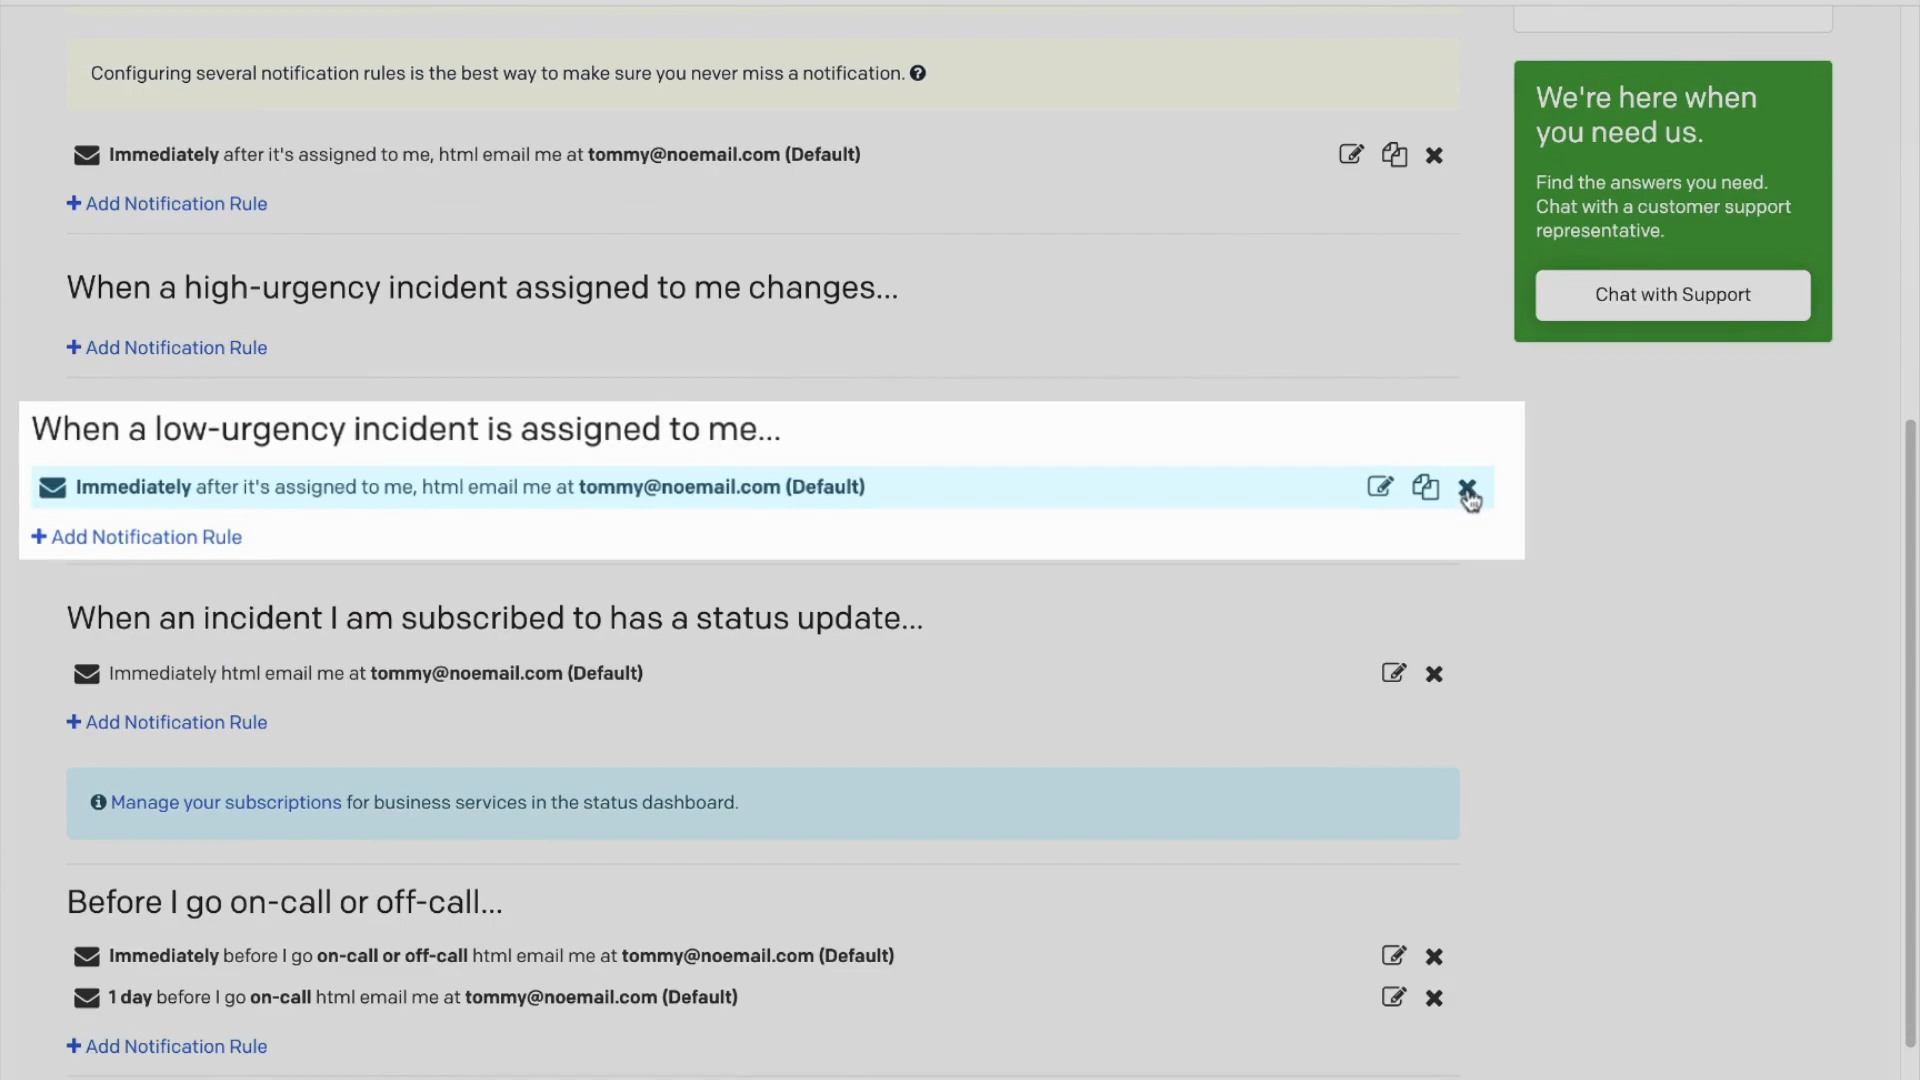 Configuring several notification rules is the best way to make sure you never miss a notification.
Immediately after it's assigned to me, html email me at tommy@noemail.com (Default)
Add Notification Rule
When a high-urgency incident assigned to me changes...
Add Notification Rule
When a low-urgency incident is assigned to me...
Immediately after it's assigned to me, html email me at tommy@noemail.com (Default)
Add Notification Rule
When an incident I am subscribed to has a status update...
Immediately html email me at tommy@noemail.com (Default)
Add Notification Rule
Manage your subscriptions for business services in the status dashboard.
Before I go on-call or off-call...
Immediately before I go on-call or off-call html email me at tommy@noemail.com (Default)
1 day before I go on-call html email me at tommy@noemail.com (Default)
Add Notification Rule
We're here when
you need us.
Find the answers you need.
Chat with a customer support
representative.
Chat with Support